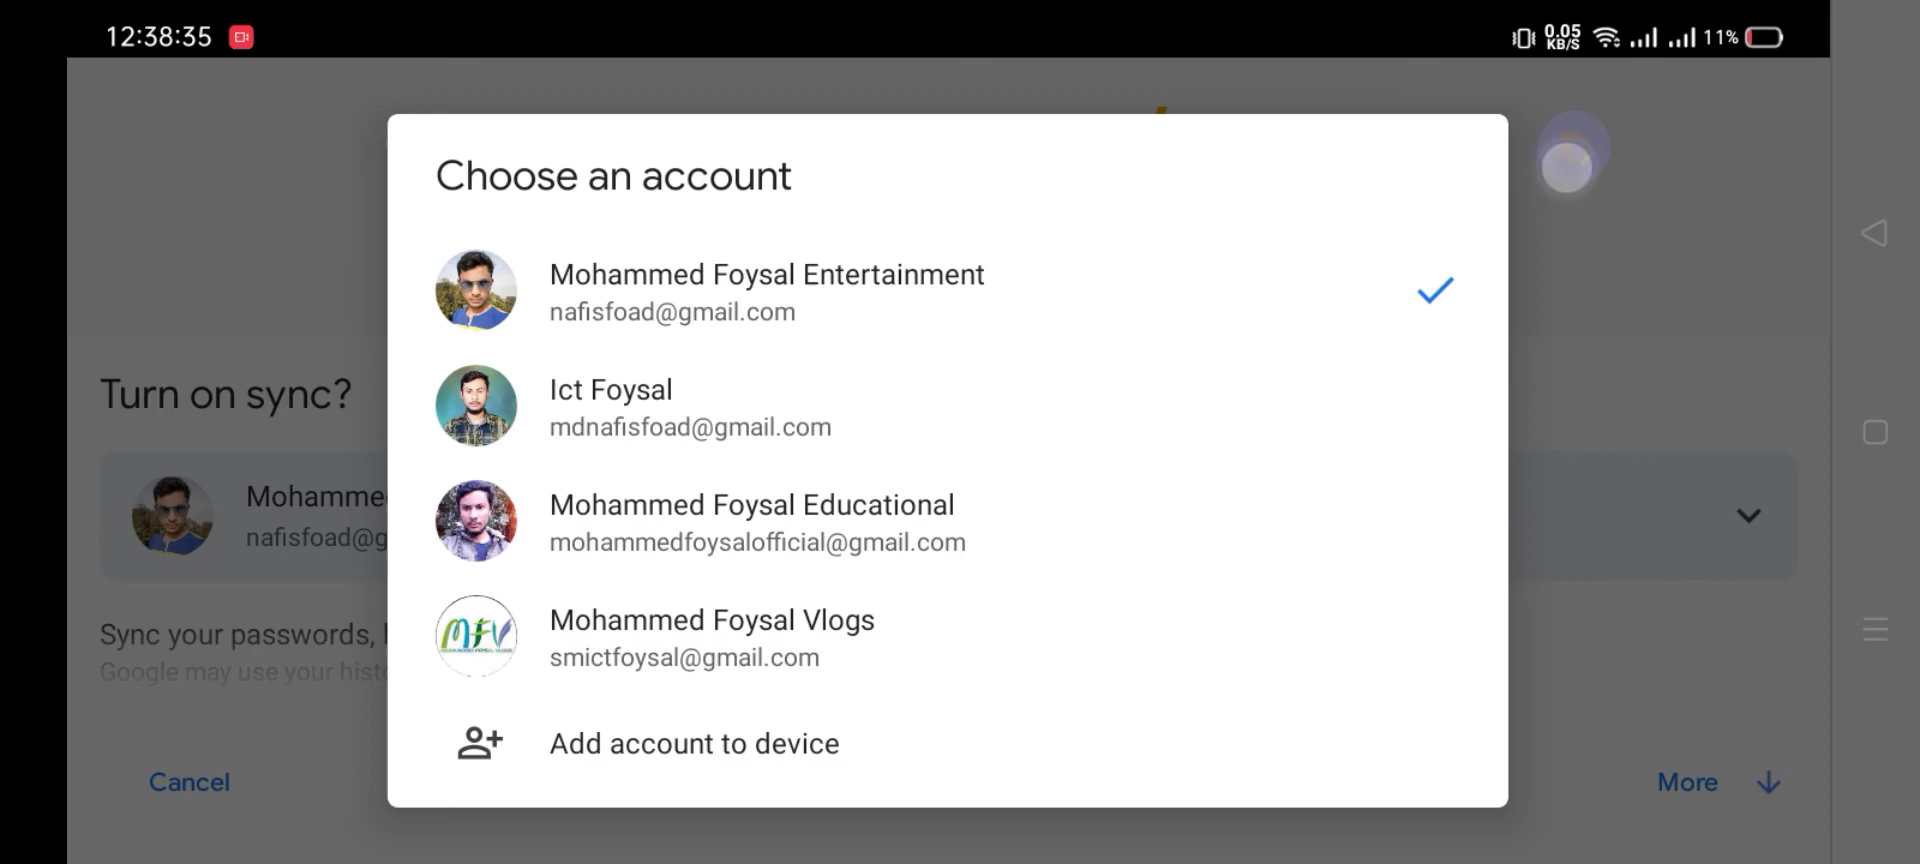 12:38:35
0.05 KB/S
11%
Choose an account
Mohammed Foysal Entertainment
nafisfoad@gmail.com
Ict Foysal
mdnafisfoad@gmail.com
Turn on sync?
Mohammed
nafisfoad@g
Mohammed Foysal Educational
mohammedfoysalofficial@gmail.com
Mohammed Foysal Vlogs
smictfoysal@gmail.com
Sync your passwords,
Google may use your hist
Add account to device
Cancel
More